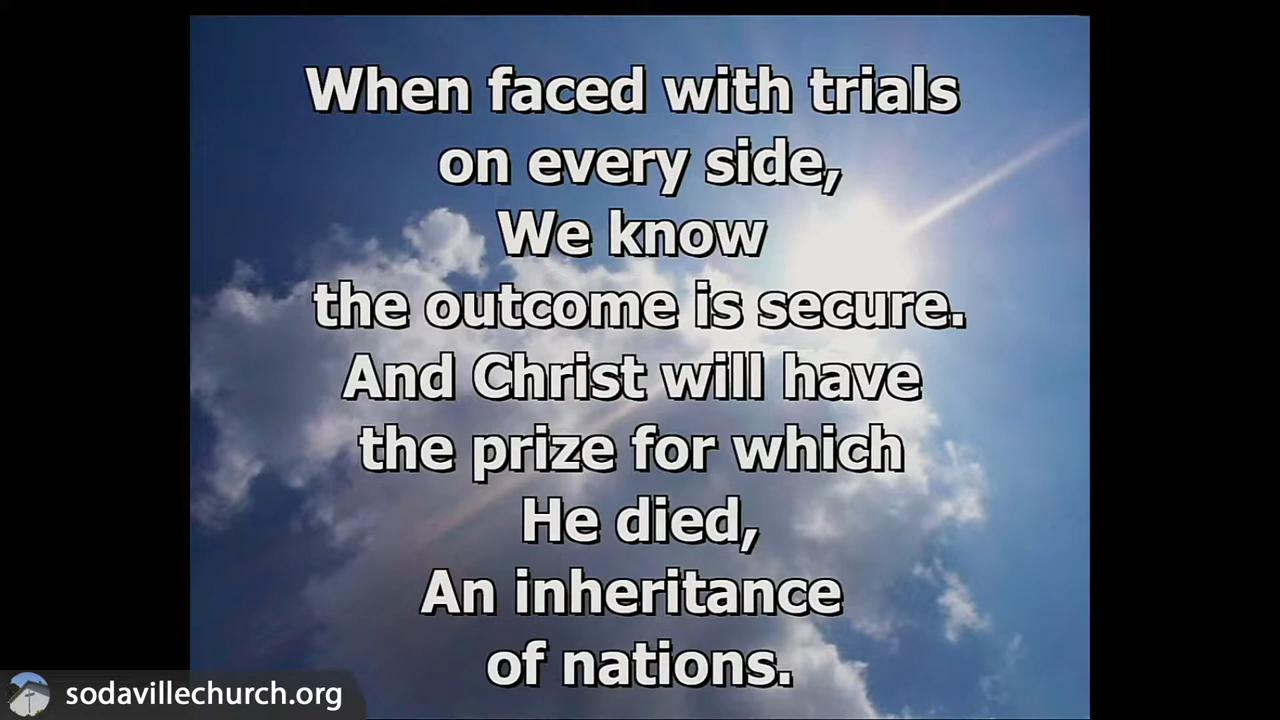 When faced with trials
on every side,
We know
the outcome is secure.
And Christ will have
the prize for which
He died,
An inheritance
of nations.
sodavillechurch.org